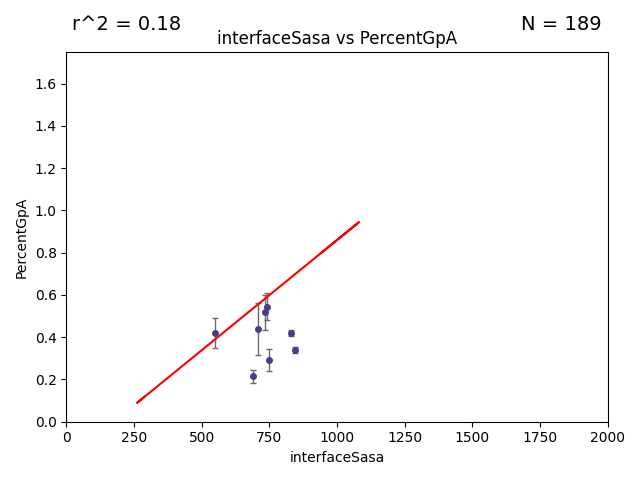 r^2 = 0.18
N = 189
interfaceSasa vs PercentGpA
PercentGpA
1.6
1.4
1.2
1.0
0.8
0.6
0.4
0.2
0.0
0 250 500 750 1000 1250 1500 1750 2000
interfaceSasa